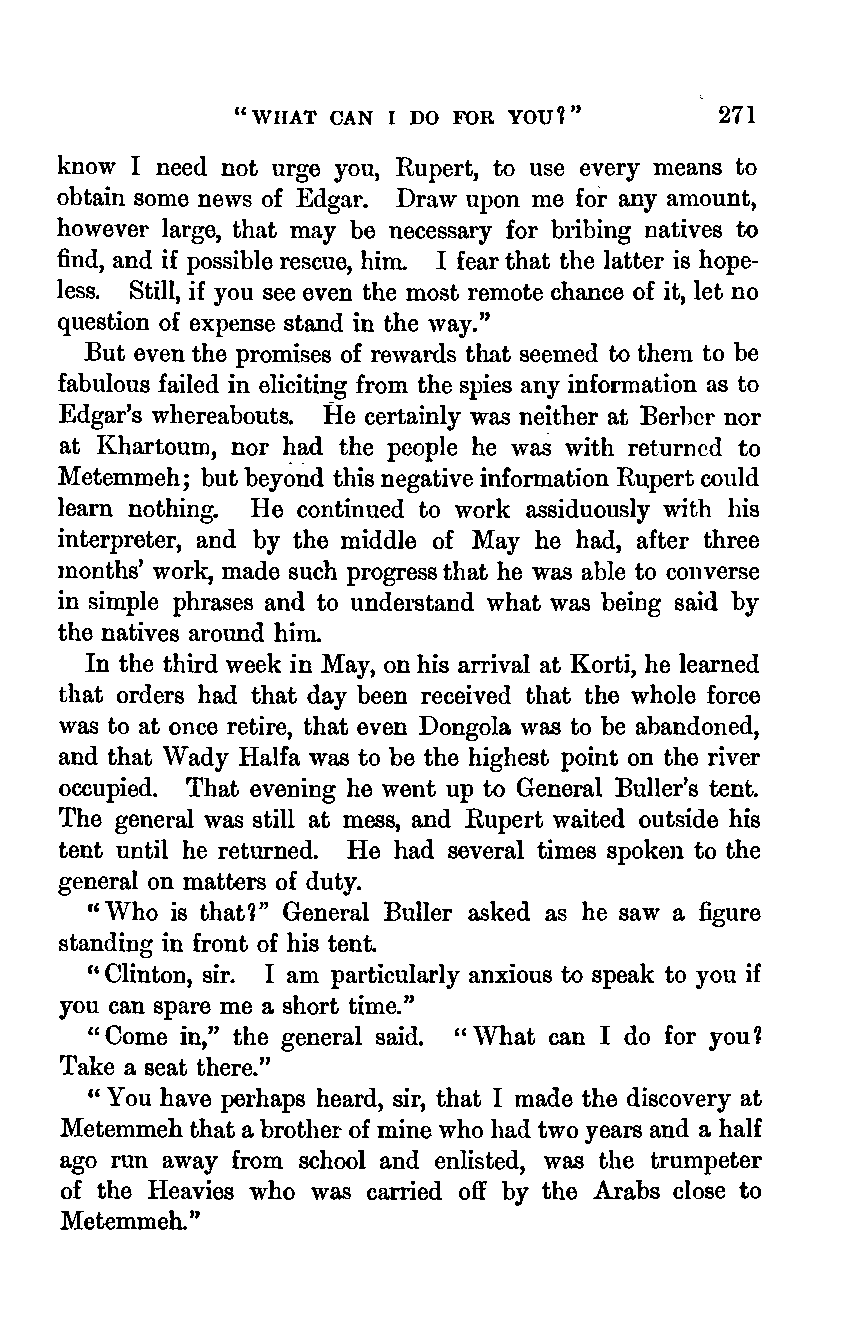 "WHAT CAN I DO FOR YOU?" 271
know I need not urge you, Rupert, to use every means to
obtain some news of Edgar. Draw upon me for any amount,
however large, that may be necessary for bribing natives to
find, and if possible rescue, him. I fear that the latter is hope-
less. Still, if you see even the most remote chance of it, let no
question of expense stand in the way."
But even the promises of rewards that seemed to them to be
fabulous failed in eliciting from the spies any information as to
Edgar's whereabouts. He certainly was neither at Berber nor
at Khartoum, nor had the people he was with returned to
Metemmeh; but beyond this negative information Rupert could
learn nothing. He continued to work assiduously with his
interpreter, and by the middle of May he had, after three
months' work, made such progress that he was able to converse
in simple phrases and to understand what was being said by
the natives around him.
In the third week in May, on his arrival at Korti, he learned
that orders had that day been received that the whole force
was to at once retire, that even Dongola was to be abandoned,
and that Wady Halfa was to be the highest point on the river
occupied. That evening he went up to General Buller's tent.
The general was still at mess, and Rupert waited outside his
tent until he returned. He had several times spoken to the
general on matters of duty.
"Who is that?" General Buller asked as he saw a figure
standing in front of his tent.
"Clinton, sir. I am particularly anxious to speak to you if
you can spare me a short time."
"Come in," the general said. "What can I do for you?
Take a seat there."
"You have perhaps heard, sir, that I made the discovery at
Metemmeh that a brother of mine who had two years and a half
ago run away from school and enlisted, was the trumpeter
of the Heavies who was carried off by the Arabs close to
Metemmeh."